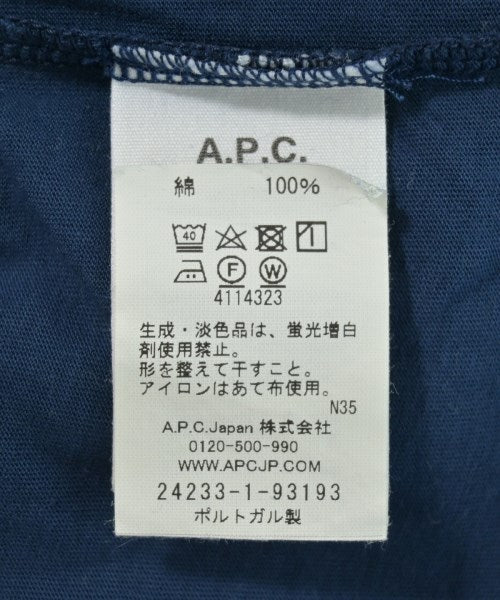 A.P.C.
綿 100%
40
F W
4114323
生成・淡色品は、蛍光増白
剤使用禁止。
形を整えて干すこと。
アイロンはあて布使用。
N35
A.P.C.Japan 株式会社
0120-500-990
WWW.APCJP.COM
24233-1-93193
ポルトガル製